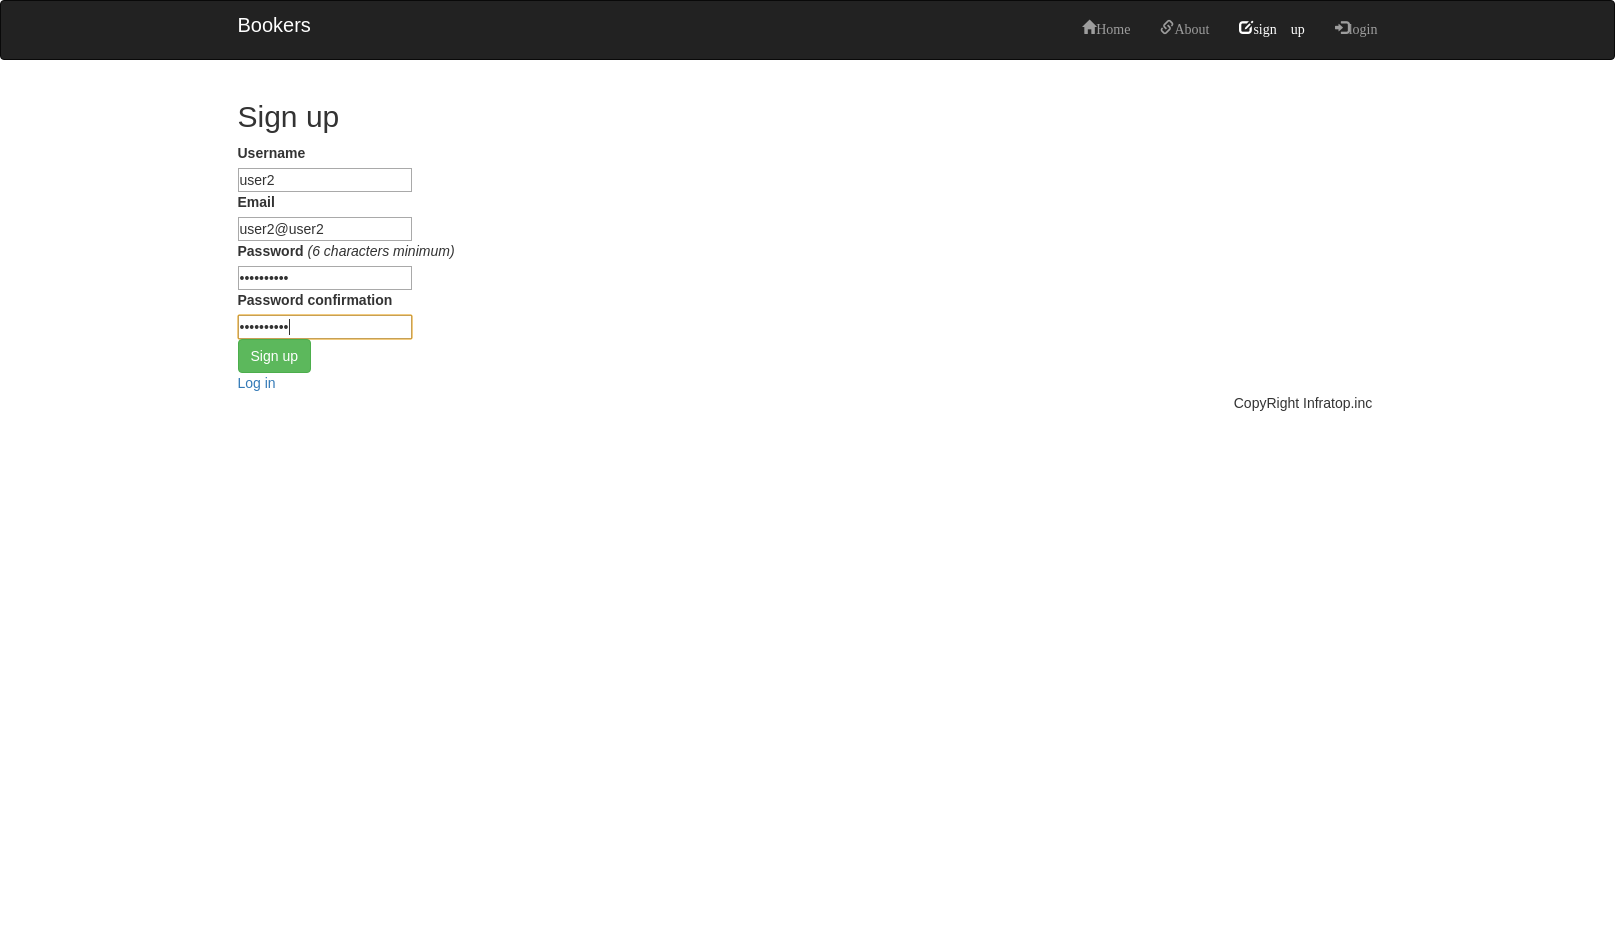 Bookers
Home About sign up login
Sign up
Username
user2
Email
user2@user2
Password (6 characters minimum)
••••••••••
Password confirmation
••••••••••
Sign up
Log in
CopyRight Infratop.inc